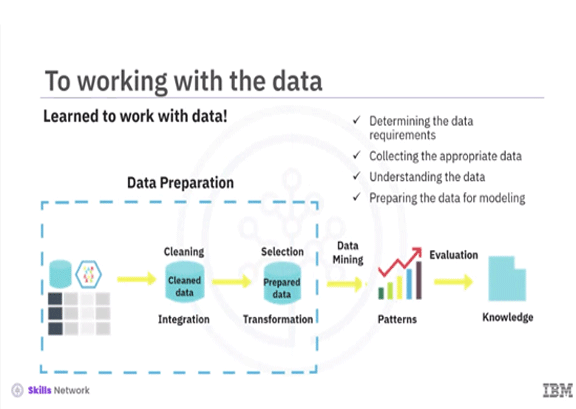 To working with the data
Learned to work with data!
✓ Determining the data
requirements
✓ Collecting the appropriate data
✓ Understanding the data
✓ Preparing the data for modeling
Data Preparation
Cleaning
Cleaned
data
Integration
Selection
Prepared
data
Transformation
Data
Mining
Patterns
Evaluation
Knowledge
Skills Network
IBM